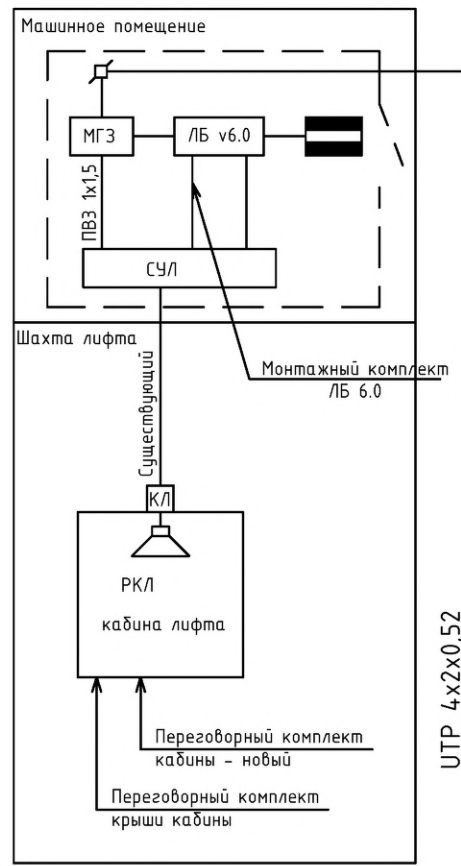 Машинное помещение
МГЗ
ЛБ v6.0
ПВЗ 1х1,5
СУЛ
Шахта лифта
Монтажный комплект
ЛБ 6.0
Существующий
КЛ
РКЛ
кабина лифта
UTP 4х2х0,52
Переговорный комплект
кабины - новый
Переговорный комплект
крыши кабины